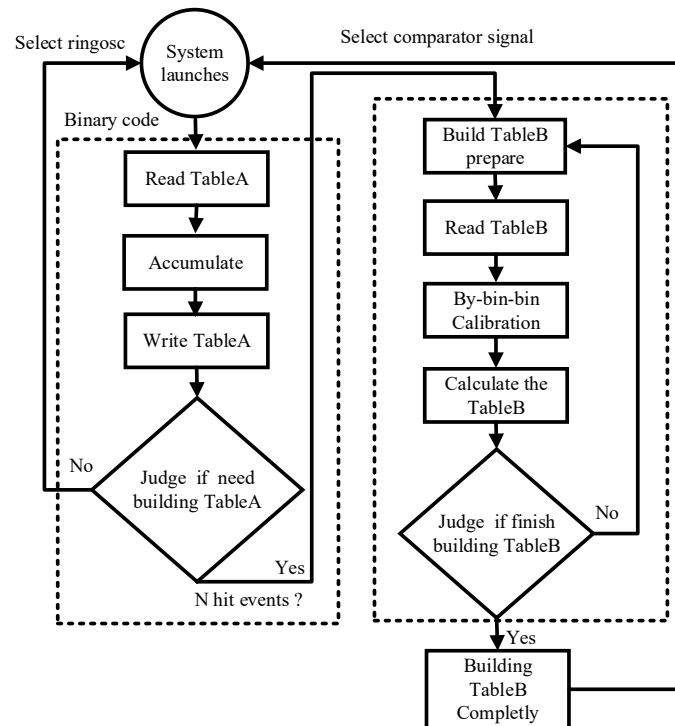 Select ringosc
System
launches
Select comparator signal
Binary code
Read TableA
Accumulate
Write TableA
Judge if need
building TableA
No
Yes
N hit events ?
Build TableB
prepare
Read TableB
By-bin-bin
Calibration
Calculate the
TableB
Judge if finish
building TableB
No
Yes
Building
TableB
Completly